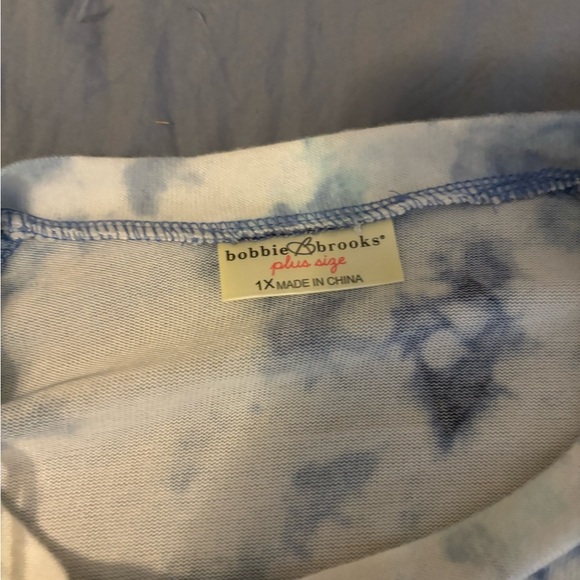 bobbie B brooks®
plus size
1X MADE IN CHINA